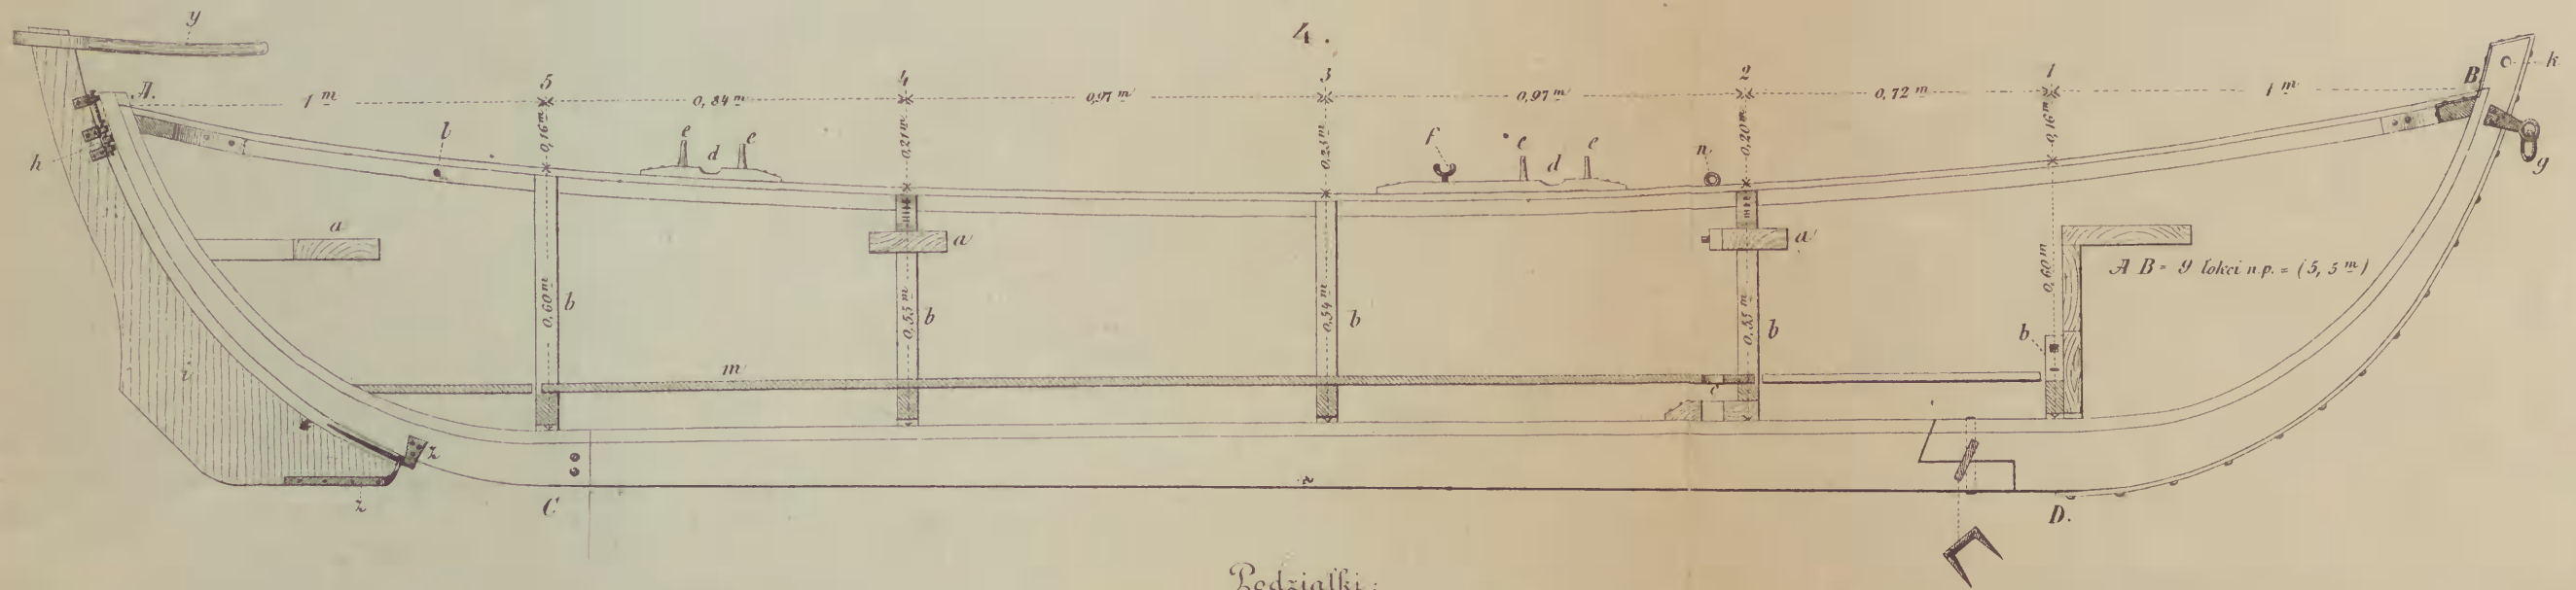 4.
y
k
A.
B
1 m
5
0,84 m
4
0,97 m
3
0,97 m
2
0,72 m
1
1 m
0,16 m
0,21 m
0,23 m
0,20 m
0,16 m
h
l
e
d
e
f
e
d
e
n
g
a
a
a
A B = 9 łokci n.p. = (5, 5 m)
0,60 m
b
0,55 m
b
0,54 m
b
0,55 m
b
0,60 m
b
i
m
c
z
z
C
D.
Podziałki: